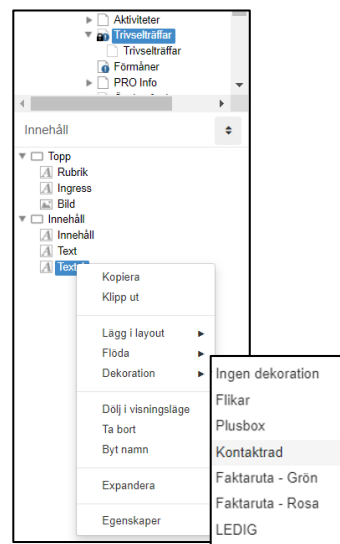 Aktiviteter
Trivselträffar
Trivselträffar
Förmåner
PRO Info
Innehåll
Topp
Rubrik
Ingress
Bild
Innehåll
Innehåll
Text
Text
Kopiera
Klipp ut
Lägg i layout
Flöda
Dekoration
Ingen dekoration
Flikar
Plusbox
Kontaktrad
Faktaruta - Grön
Faktaruta - Rosa
LEDIG
Dölj i visningsläge
Ta bort
Byt namn
Expandera
Egenskaper